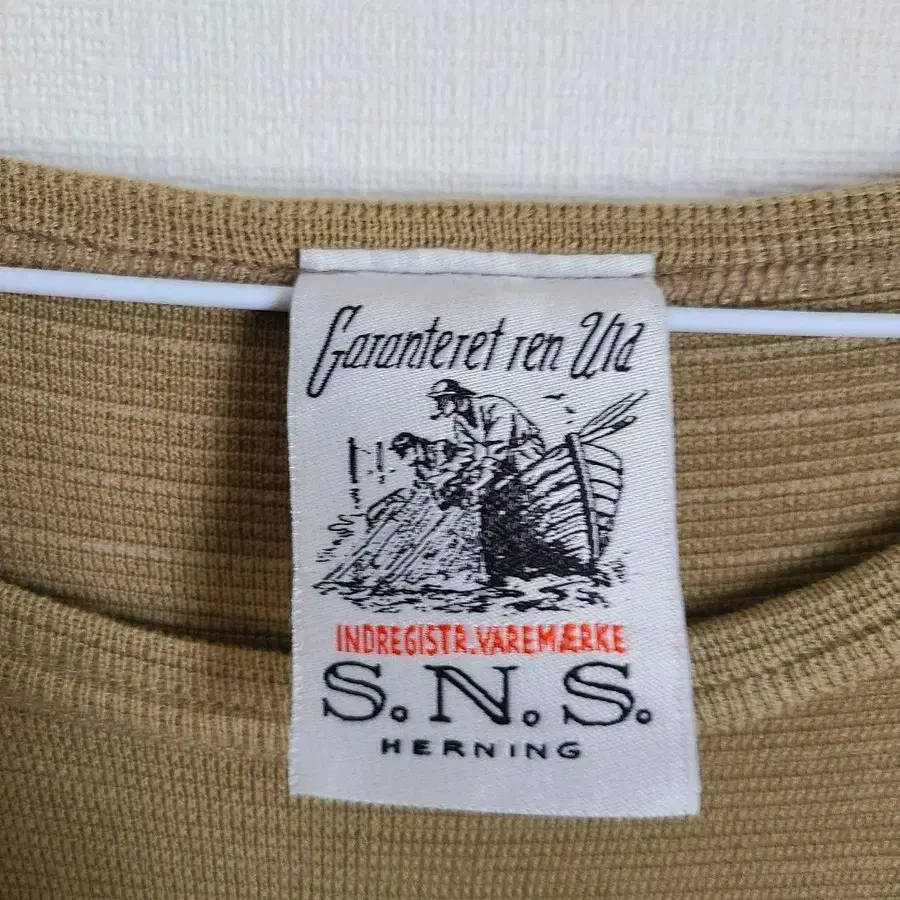 Garanteret ren Uld
INDREGISTR.VAREMÆRKE
S.N.S.
HERNING